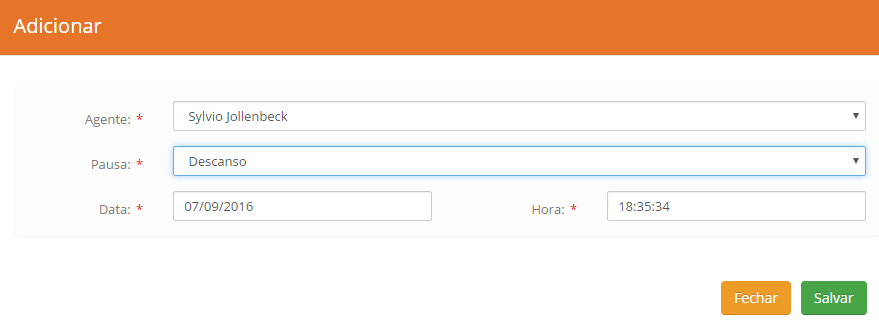 Adicionar
Agente: * Sylvio Jollenbeck
Pausa: * Descanso
Data: * 07/09/2016 Hora: * 18:35:34
Fechar Salvar